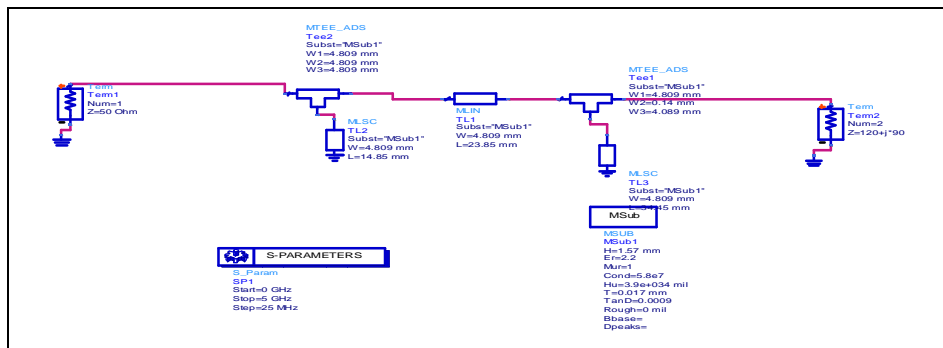 MTEE_ADS
Tee2
Subst="MSub1"
W1=4.809 mm
W2=4.809 mm
W3=4.809 mm
Term
Term1
Num=1
Z=50 Ohm
MLSC
TL2
Subst="MSub1"
W=4.809 mm
L=14.85 mm
MLIN
TL1
Subst="MSub1"
W=4.809 mm
L=23.85 mm
MTEE_ADS
Tee1
Subst="MSub1"
W1=4.809 mm
W2=0.14 mm
W3=4.089 mm
Term
Term2
Num=2
Z=120+j*90
MLSC
TL3
Subst="MSub1"
W=4.809 mm
MSub
MSUB
MSub1
H=1.57 mm
Er=2.2
Mur=1
Cond=5.8e7
Hu=3.9e+034 mil
T=0.017 mm
TanD=0.0009
Rough=0 mil
Bbase=
Dpeaks=
S-PARAMETERS
S_Param
SP1
Start=0 GHz
Stop=5 GHz
Step=25 MHz